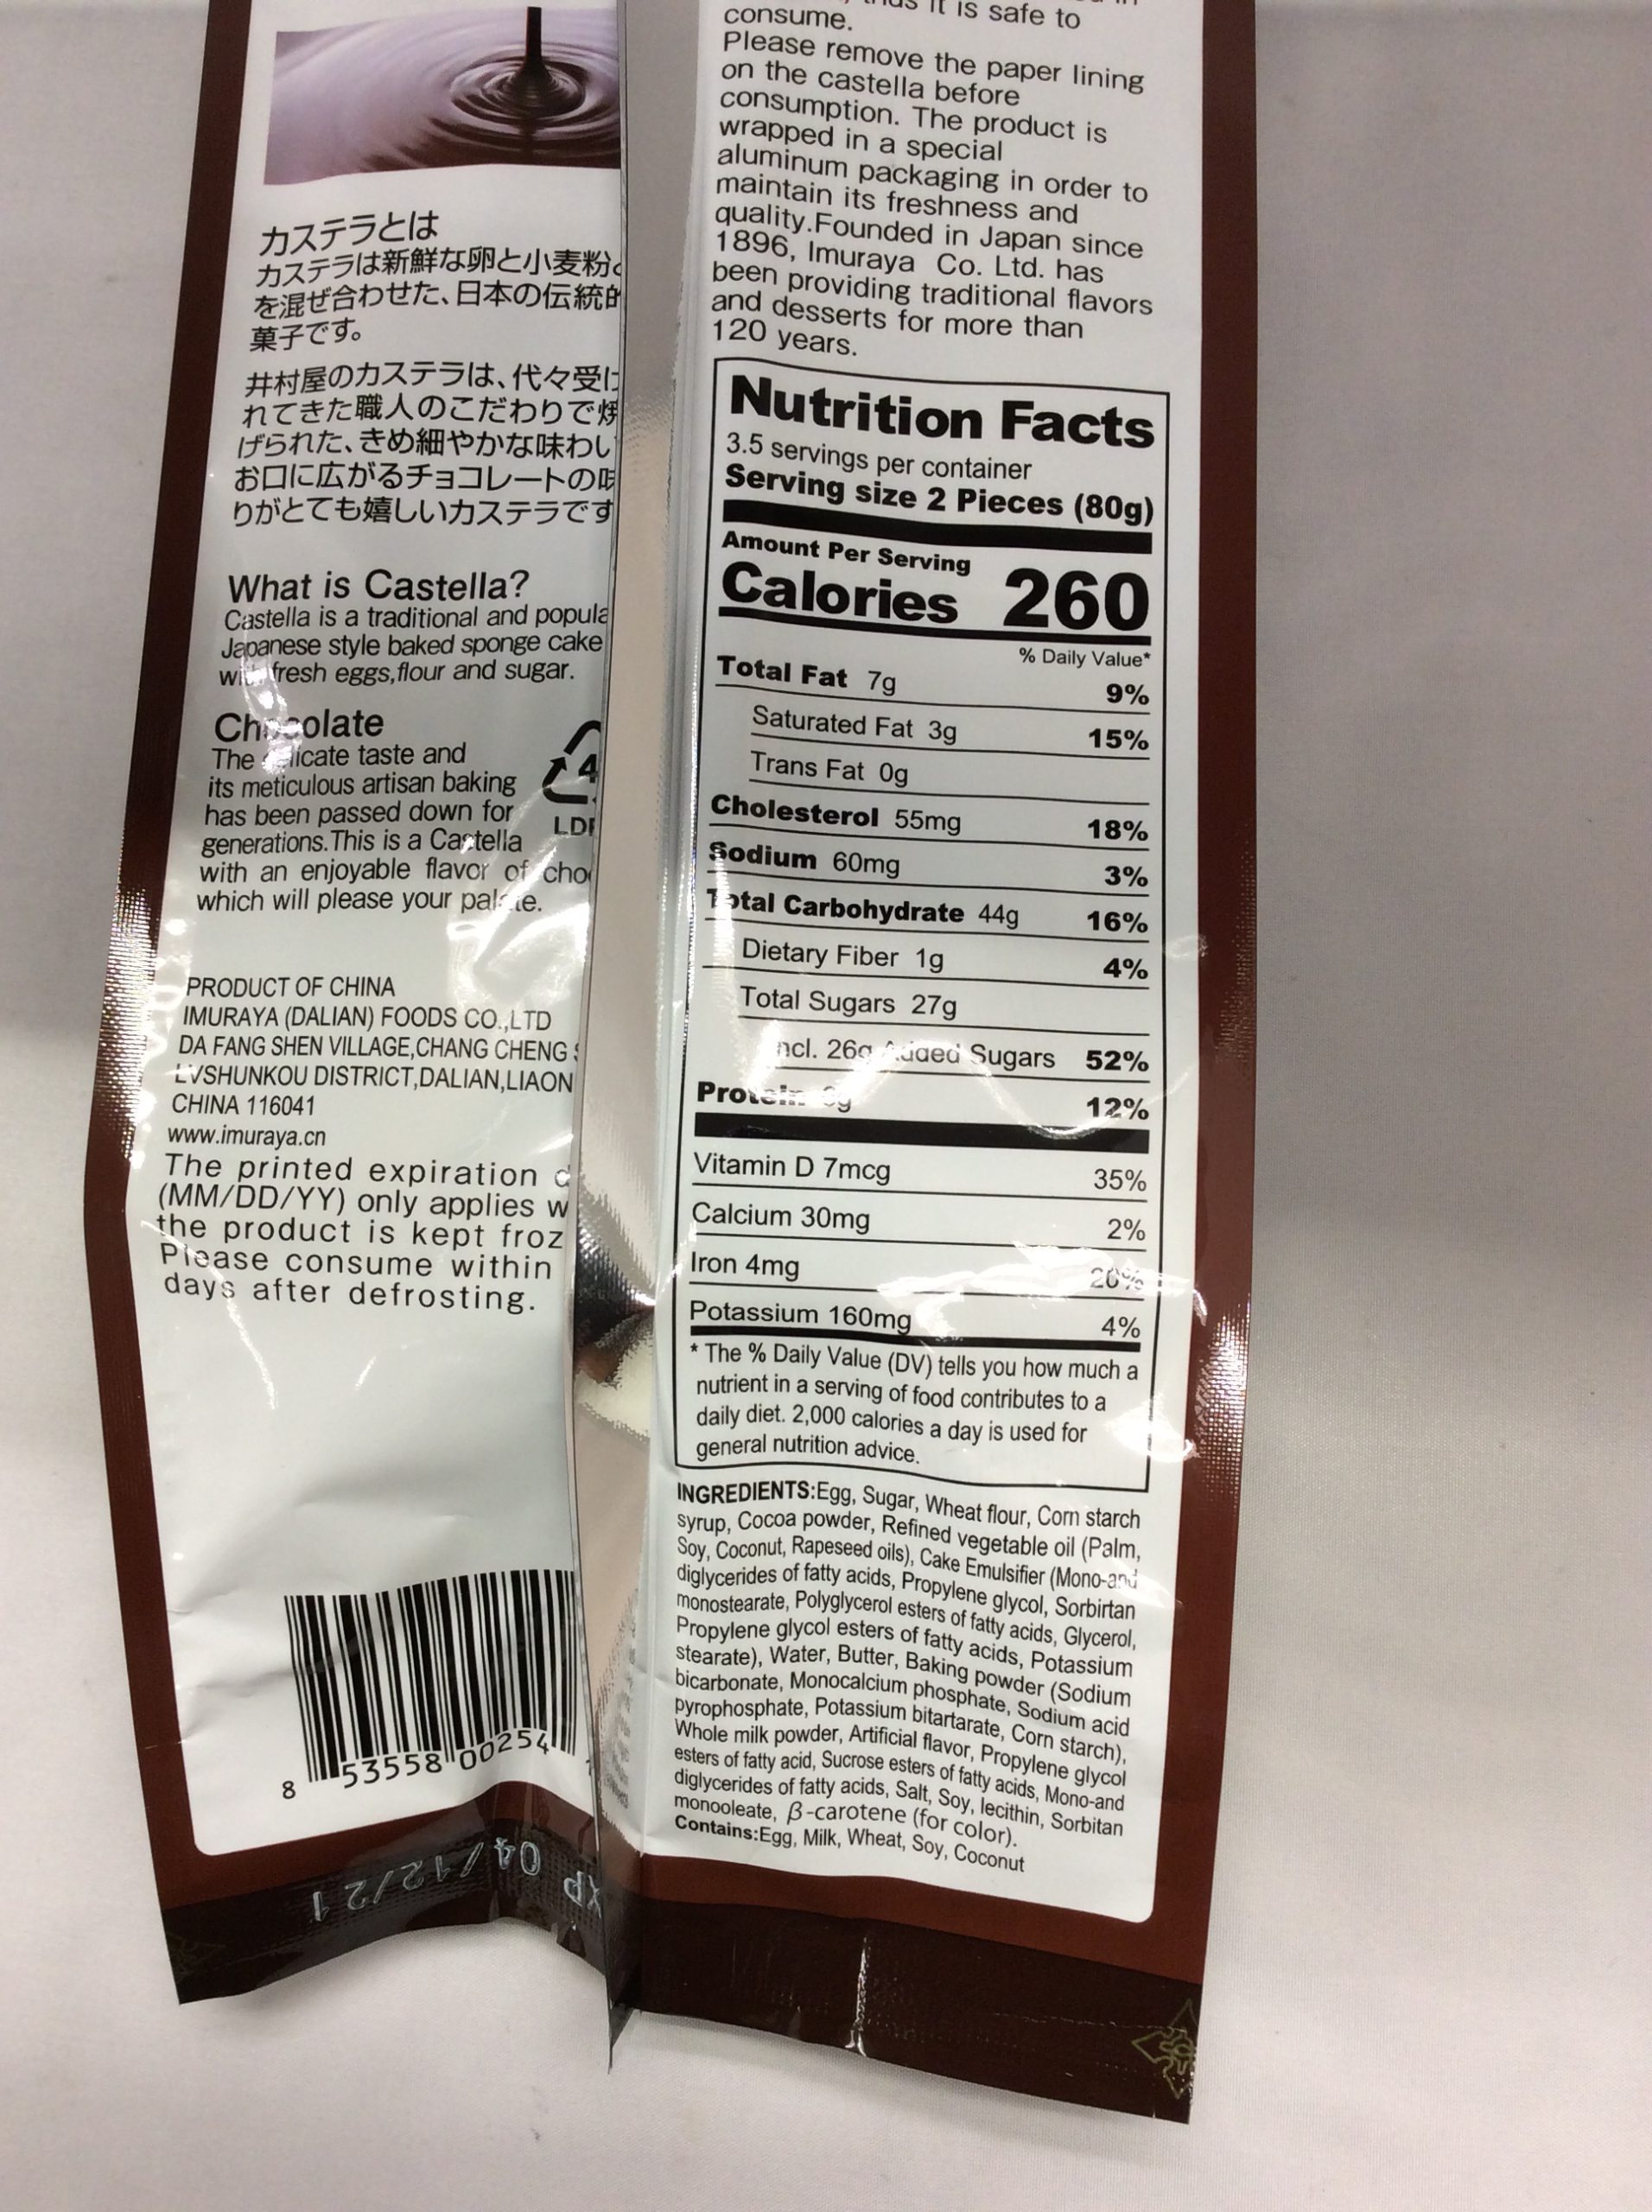 カステラとは
カステラは新鮮な卵と小麦粉
を混ぜ合わせた、日本の伝統的
菓子です。
井村屋のカステラは、代々受け
れてきた職人のこだわりで焼
げられた、きめ細やかな味わい
お口に広がるチョコレートの味
りがとても嬉しいカステラです
What is Castella?
Castella is a traditional and popula
Japanese style baked sponge cake
with fresh eggs,flour and sugar.
Chocolate
The delicate taste and
its meticulous artisan baking
has been passed down for
generations.This is a Castella
with an enjoyable flavor of cho
which will please your palate.
4
LD
PRODUCT OF CHINA
IMURAYA (DALIAN) FOODS CO.,LTD
DA FANG SHEN VILLAGE,CHANG CHENG
LVSHUNKOU DISTRICT,DALIAN,LIAON
CHINA 116041
www.imuraya.cn
The printed expiration
(MM/DD/YY) only applies w
the product is kept froz
Please consume within
days after defrosting.
8 53558 00254
XP 04/12/21
it is safe to
consume.
Please remove the paper lining
on the castella before
consumption. The product is
wrapped in a special
aluminum packaging in order to
maintain its freshness and
quality.Founded in Japan since
1896, Imuraya Co. Ltd. has
been providing traditional flavors
and desserts for more than
120 years.
Nutrition Facts
3.5 servings per container
Serving size 2 Pieces (80g)
Amount Per Serving
Calories 260
% Daily Value*
Total Fat 7g 9%
Saturated Fat 3g 15%
Trans Fat 0g
Cholesterol 55mg 18%
Sodium 60mg 3%
Total Carbohydrate 44g 16%
Dietary Fiber 1g 4%
Total Sugars 27g
Incl. 26g Added Sugars 52%
Protein 12%
Vitamin D 7mcg 35%
Calcium 30mg 2%
Iron 4mg 20%
Potassium 160mg 4%
* The % Daily Value (DV) tells you how much a
nutrient in a serving of food contributes to a
daily diet. 2,000 calories a day is used for
general nutrition advice.
INGREDIENTS:Egg, Sugar, Wheat flour, Corn starch
syrup, Cocoa powder, Refined vegetable oil (Palm,
Soy, Coconut, Rapeseed oils), Cake Emulsifier (Mono-and
diglycerides of fatty acids, Propylene glycol, Sorbirtan
monostearate, Polyglycerol esters of fatty acids, Glycerol,
Propylene glycol esters of fatty acids, Potassium
stearate), Water, Butter, Baking powder (Sodium
bicarbonate, Monocalcium phosphate, Sodium acid
pyrophosphate, Potassium bitartarate, Corn starch),
Whole milk powder, Artificial flavor, Propylene glycol
esters of fatty acid, Sucrose esters of fatty acids, Mono-and
diglycerides of fatty acids, Salt, Soy, lecithin, Sorbitan
monooleate, β-carotene (for color).
Contains:Egg, Milk, Wheat, Soy, Coconut